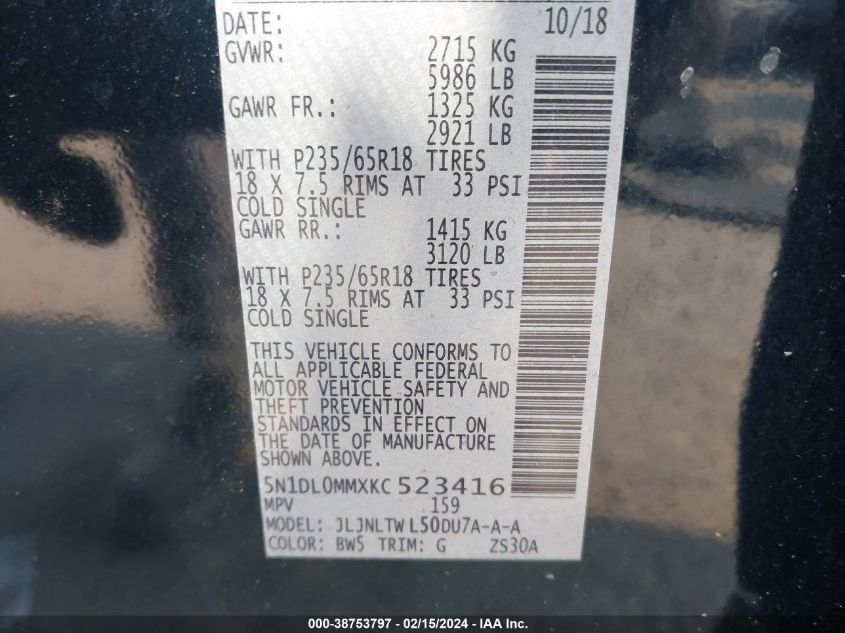 DATE: 10/18
GVWR: 2715 KG
5986 LB
GAWR FR.: 1325 KG
2921 LB
WITH P235/65R18 TIRES
18 X 7.5 RIMS AT 33 PSI
COLD SINGLE
GAWR RR.: 1415 KG
3120 LB
WITH P235/65R18 TIRES
18 X 7.5 RIMS AT 33 PSI
COLD SINGLE
THIS VEHICLE CONFORMS TO
ALL APPLICABLE FEDERAL
MOTOR VEHICLE SAFETY AND
THEFT PREVENTION
STANDARDS IN EFFECT ON
THE DATE OF MANUFACTURE
SHOWN ABOVE.
5N1DL0MMXKC 523416
MPV 159
MODEL: JLJNLTW L50DU7A-A-A
COLOR: BW5 TRIM: G ZS30A
000-38753797 - 02/15/2024 - IAA Inc.